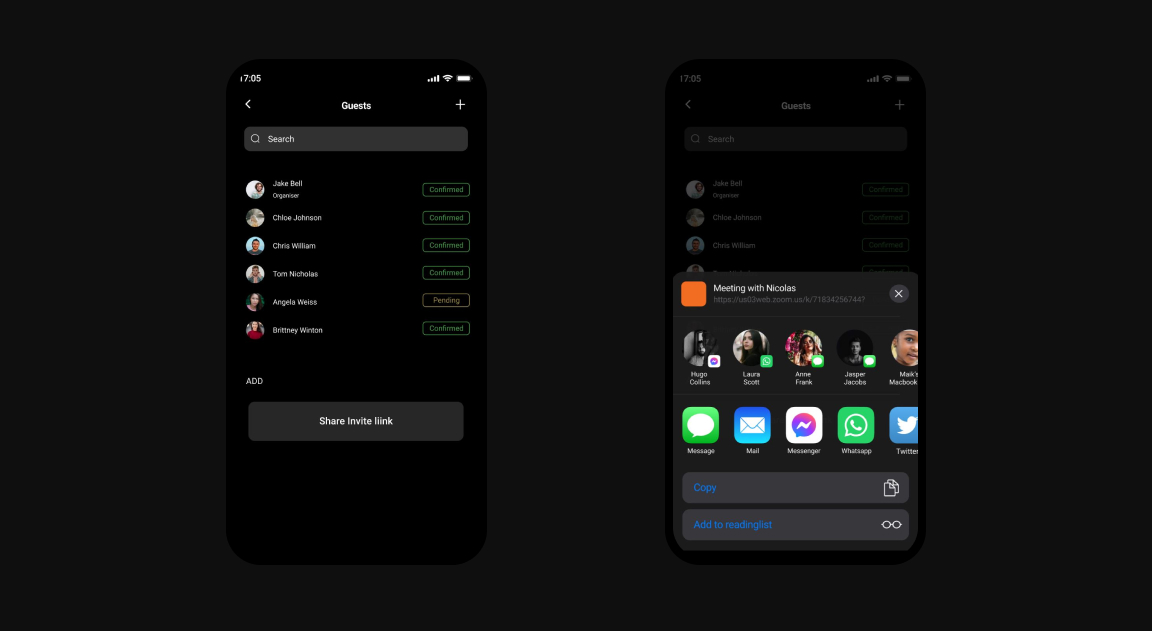 17:05
Guests
Search
Jake Bell
Organiser
Confirmed
Chloe Johnson
Confirmed
Chris William
Confirmed
Tom Nicholas
Confirmed
Angela Weiss
Pending
Brittney Winton
Confirmed
ADD
Share Invite liink
17:05
Guests
Search
Jake Bell
Organiser
Confirmed
Chloe Johnson
Confirmed
Chris William
Confirmed
Meeting with Nicolas
https://us03web.zoom.us/k/71834256744?
Hugo
Collins
Laura
Scott
Anne
Frank
Jasper
Jacobs
Maik's
Macbook
Message
Mail
Messenger
Whatsapp
Twitter
Copy
Add to readinglist